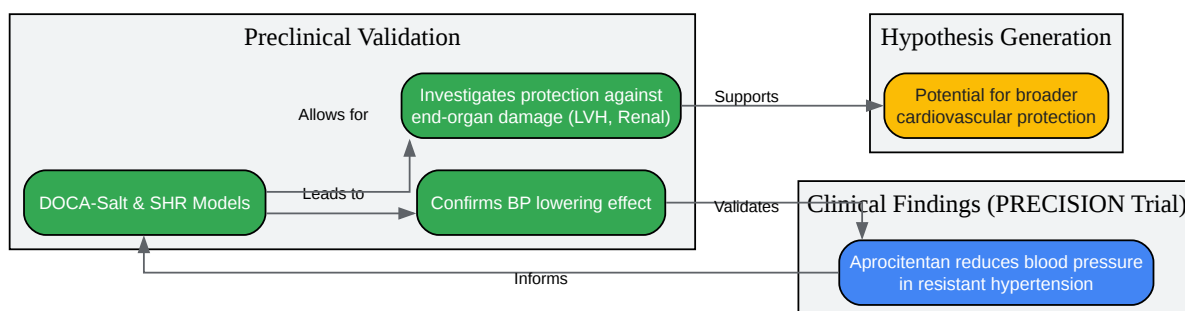 Preclinical Validation
Hypothesis Generation
Investigates protection against
end-organ damage (LVH, Renal)
Supports
Potential for broader
cardiovascular protection
Allows for
DOCA-Salt & SHR Models
Leads to
Confirms BP lowering effect
Validates
Clinical Findings (PRECISION Trial)
Aprocitentan reduces blood pressure
in resistant hypertension
Informs